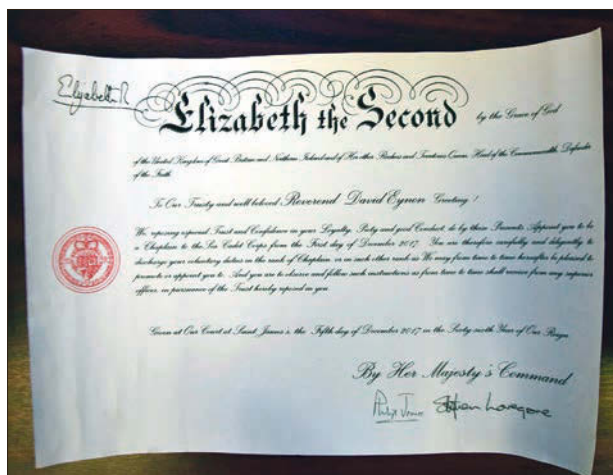 Elizabeth R
Elizabeth the Second by the Grace of God
of the United Kingdom of Great Britain and Northern Ireland and of Her other Realms and Territories Queen, Head of the Commonwealth, Defender
of the Faith
To Our Trusty and well beloved Reverend David Eynon Greeting!
We reposing especial Trust and Confidence in your Loyalty, Duty and good Conduct, do by these Presents Appoint you to be
a Chaplain to the Sea Cadet Corps from the First day of December 2017. You are therefore carefully and diligently to
discharge your voluntary duties in the rank of Chaplain or in such other rank as We may from time to time hereafter be pleased to
promote or appoint you to. And you are to observe and follow such instructions as from time to time shall receive from any superior
officer, in pursuance of the Trust hereby reposed in you.
Given at Our Court at Saint James's the Fifth day of December 2017 in the Sixty sixth Year of Our Reign
By Her Majesty's Command
Philip Jones Stephen Lovegrove